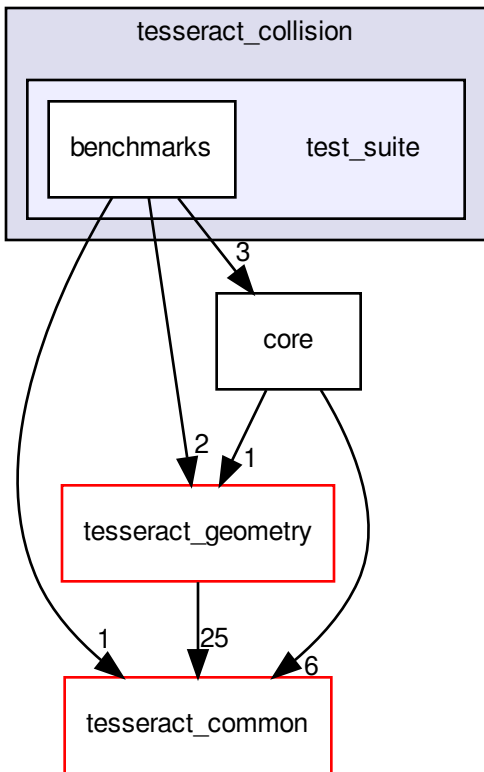 tesseract_collision
benchmarks
test_suite
3
core
2
1
tesseract_geometry
1
25
6
tesseract_common